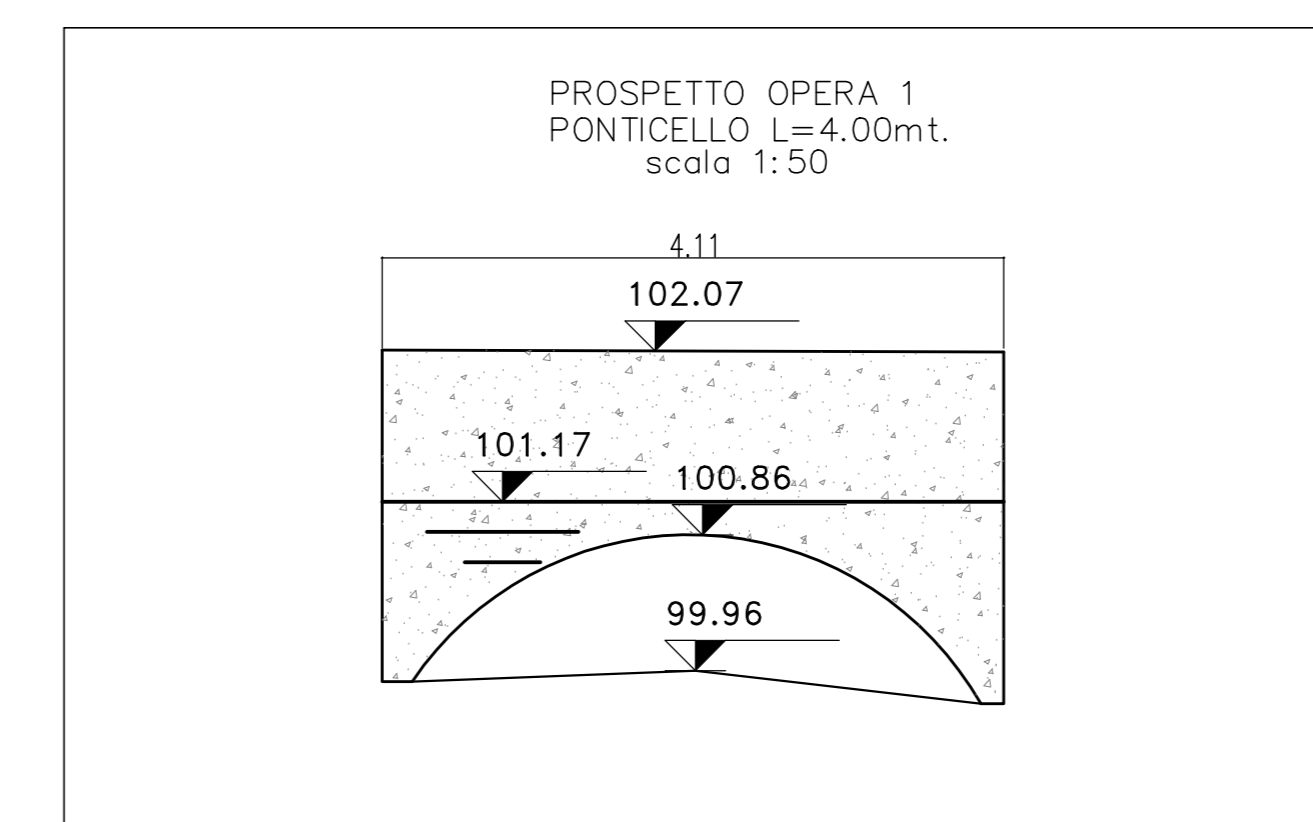 PROSPETTO OPERA 1
PONTICELLO L=4.00mt.
scala 1:50
4.11
102.07
101.17
100.86
99.96